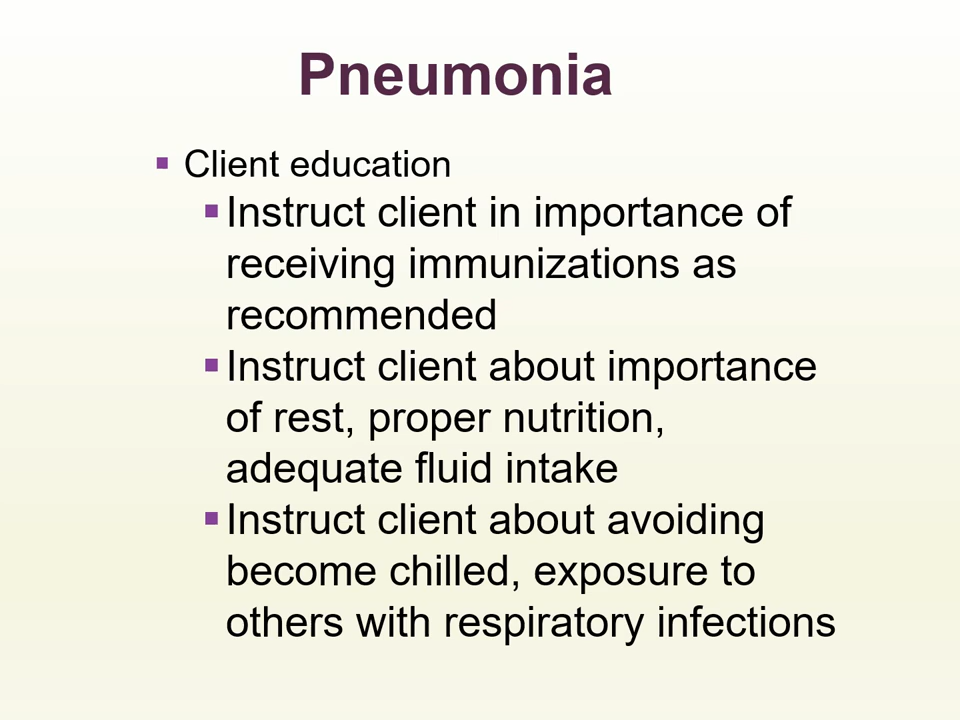 Pneumonia
▪ Client education
▪ Instruct client in importance of
receiving immunizations as
recommended
▪ Instruct client about importance
of rest, proper nutrition,
adequate fluid intake
▪ Instruct client about avoiding
become chilled, exposure to
others with respiratory infections